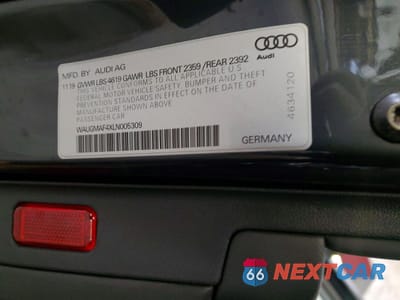 MFD. BY AUDI AG
1119 GVWR LBS 4619 GAWR LBS FRONT 2359 / REAR 2392
THIS VEHICLE CONFORMS TO ALL APPLICABLE U.S.
FEDERAL MOTOR VEHICLE SAFETY, BUMPER AND THEFT
PREVENTION STANDARDS IN EFFECT ON THE DATE OF
MANUFACTURE SHOWN ABOVE
PASSENGER CAR
WAUGMAF4XLN005309
Audi
4634120
GERMANY
66 NEXTCAR